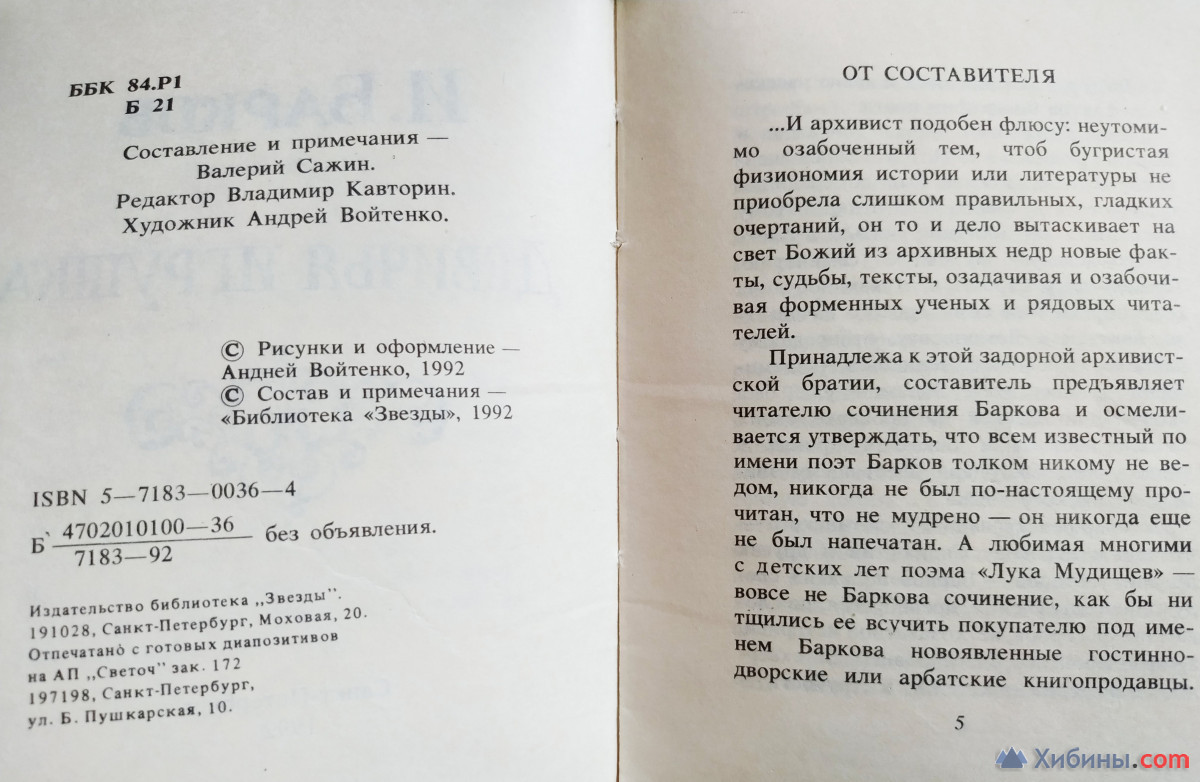 ББК 84.Р1
Б 21
Составление и примечания —
Валерий Сажин.
Редактор Владимир Кавторин.
Художник Андрей Войтенко.
© Рисунки и оформление —
Андней Войтенко, 1992
© Состав и примечания —
«Библиотека «Звезды», 1992
ISBN 5—7183—0036—4
Б 4702010100—36
7183—92
без объявления.
Издательство библиотека „Звезды".
191028, Санкт-Петербург, Моховая, 20.
Отпечатано с готовых диапозитивов
на АП „Светоч" зак. 172
197198, Санкт-Петербург,
ул. Б. Пушкарская, 10.
ОТ СОСТАВИТЕЛЯ
...И архивист подобен флюсу: неутоми-
мо озабоченный тем, чтоб бугристая
физиономия истории или литературы не
приобрела слишком правильных, гладких
очертаний, он то и дело вытаскивает на
свет Божий из архивных недр новые фак-
ты, судьбы, тексты, озадачивая и озабочи-
вая форменных ученых и рядовых чита-
телей.
Принадлежа к этой задорной архивист-
ской братии, составитель предъявляет
читателю сочинения Баркова и осмели-
вается утверждать, что всем известный по
имени поэт Барков толком никому не ве-
дом, никогда не был по-настоящему про-
читан, что не мудрено — он никогда еще
не был напечатан. А любимая многими
с детских лет поэма «Лука Мудищев» —
вовсе не Баркова сочинение, как бы ни
тщились ее всучить покупателю под име-
нем Баркова новоявленные гостинно-
дворские или арбатские книгопродавцы.
5
Хибины.com